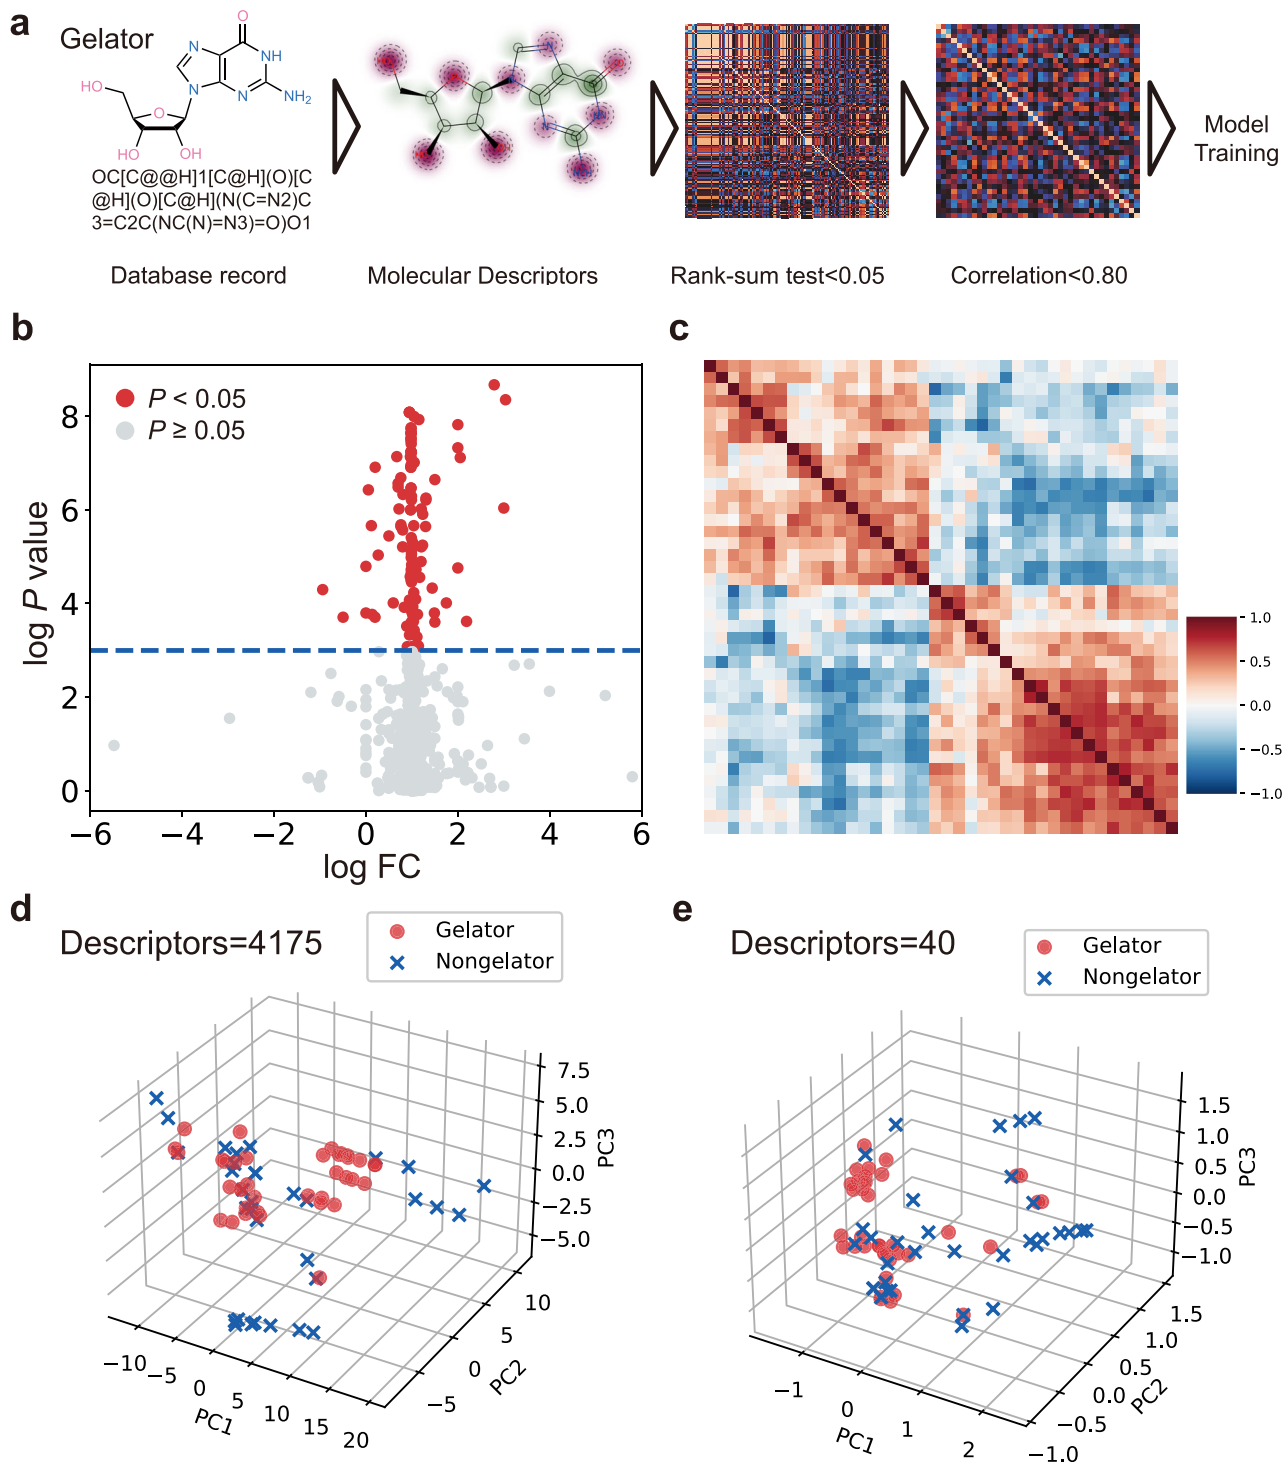 a
Gelator
O
N
NH
N
N
NH2
HO
O
HO
OH
OC[C@@H]1[C@H](O)[C
@H](O)[C@H](N(C=N2)C
3=C2C(NC(N)=N3)=O)O1
Model
Training
Database record
Molecular Descriptors
Rank-sum test<0.05
Correlation<0.80
b
P < 0.05
P ≥ 0.05
8
6
4
2
0
log P value
−6
−4
−2
0
2
4
6
log FC
c
1.0
0.5
0.0
−0.5
−1.0
d
Descriptors=4175
Gelator
Nongelator
7.5
5.0
2.5
0.0
−2.5
−5.0
PC3
10
5
0
−5
PC2
−10
−5
0
5
10
15
20
PC1
e
Descriptors=40
Gelator
Nongelator
1.5
1.0
0.5
0.0
−0.5
−1.0
PC3
1.5
1.0
0.5
0.0
−0.5
−1.0
PC2
−1
0
1
2
PC1